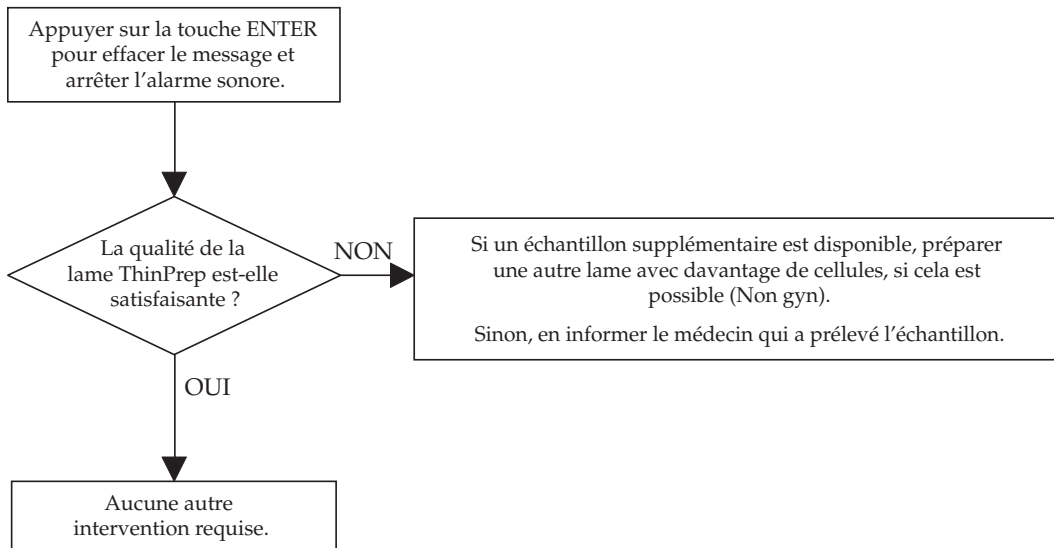 Appuyer sur la touche ENTER
pour effacer le message et
arrêter l'alarme sonore.
La qualité de la
lame ThinPrep est-elle
satisfaisante ?
NON
Si un échantillon supplémentaire est disponible, préparer
une autre lame avec davantage de cellules, si cela est
possible (Non gyn).
Sinon, en informer le médecin qui a prélevé l'échantillon.
OUI
Aucune autre
intervention requise.